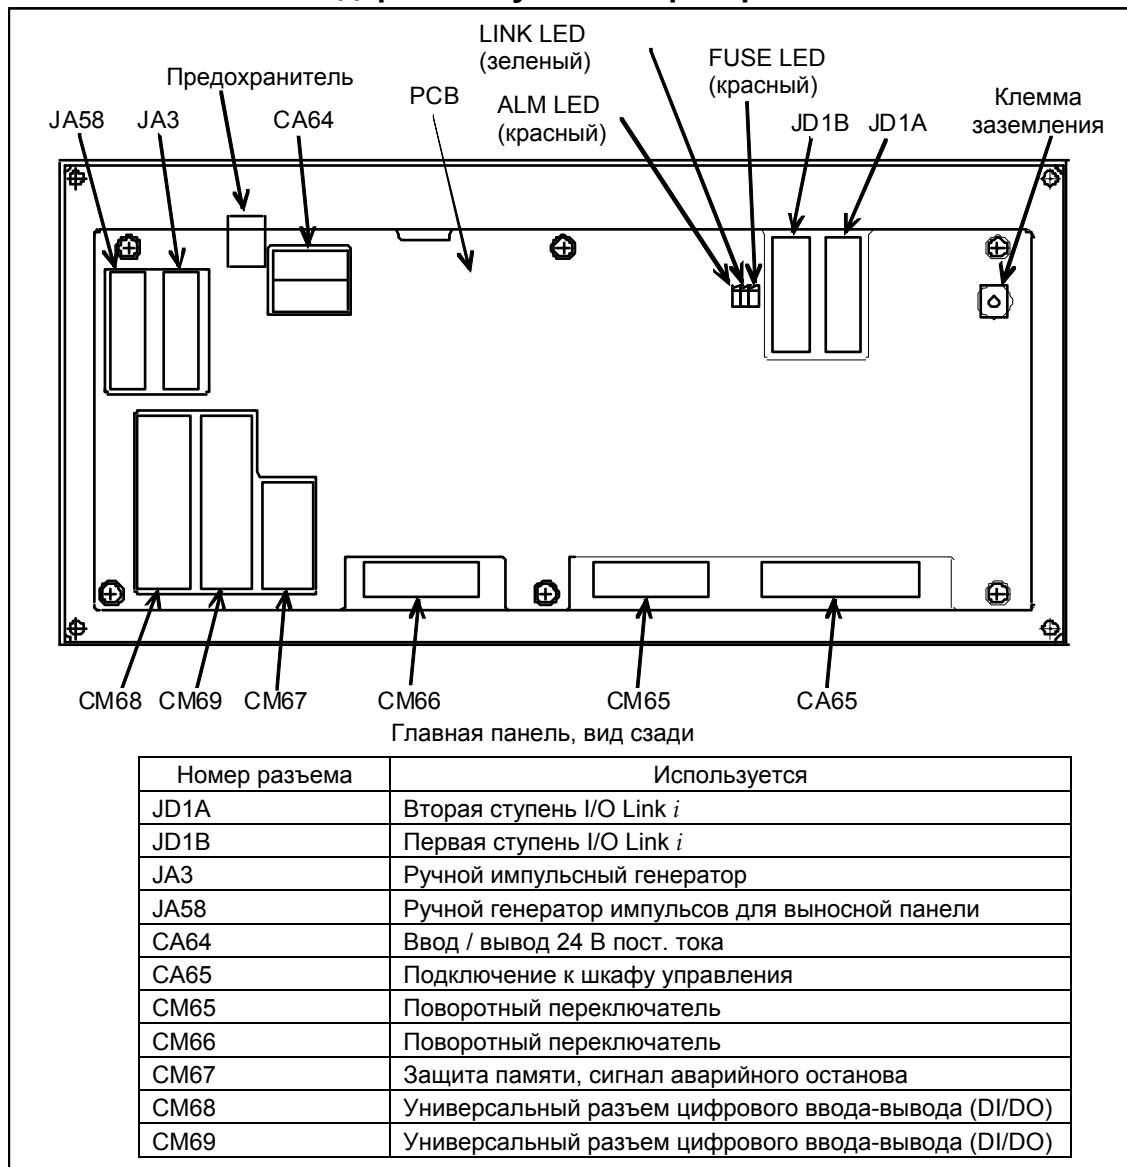 LINK LED
(зеленый)
FUSE LED
(красный)
Предохранитель
PCB
ALM LED
(красный)
Клемма
заземления
JA58
JA3
CA64
JD1B
JD1A
CM68
CM69
CM67
CM66
CM65
CA65
Главная панель, вид сзади
Номер разъема Используется
JD1A Вторая ступень I/O Link i
JD1B Первая ступень I/O Link i
JA3 Ручной импульсный генератор
JA58 Ручной генератор импульсов для выносной панели
CA64 Ввод / вывод 24 В пост. тока
CA65 Подключение к шкафу управления
CM65 Поворотный переключатель
CM66 Поворотный переключатель
CM67 Защита памяти, сигнал аварийного останова
CM68 Универсальный разъем цифрового ввода-вывода (DI/DO)
CM69 Универсальный разъем цифрового ввода-вывода (DI/DO)